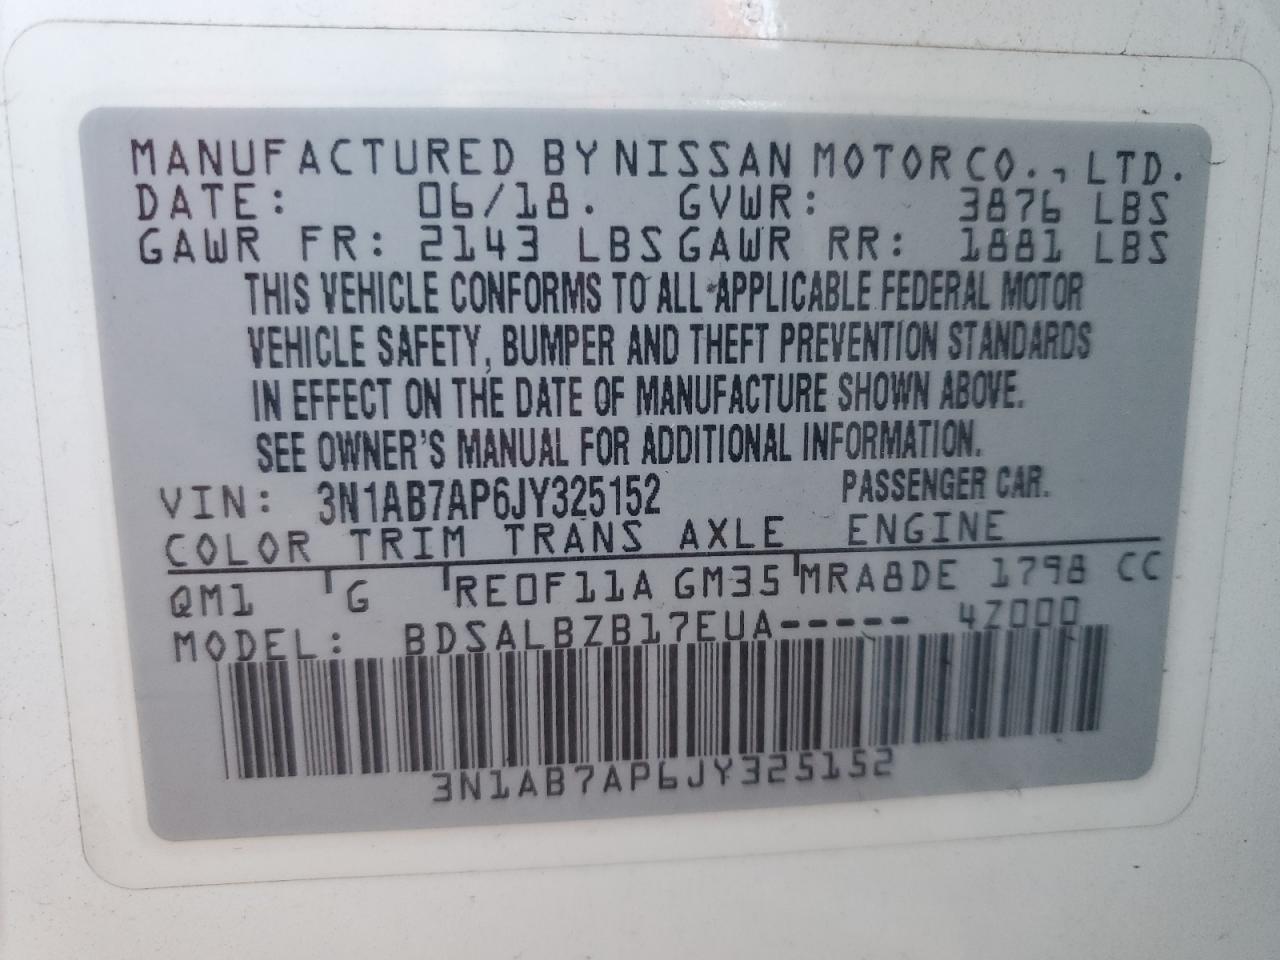 MANUFACTURED BY NISSAN MOTOR CO., LTD.
DATE: 06/18. GVWR: 3876 LBS
GAWR FR: 2143 LBS GAWR RR: 1881 LBS
THIS VEHICLE CONFORMS TO ALL APPLICABLE FEDERAL MOTOR
VEHICLE SAFETY, BUMPER AND THEFT PREVENTION STANDARDS
IN EFFECT ON THE DATE OF MANUFACTURE SHOWN ABOVE.
SEE OWNER'S MANUAL FOR ADDITIONAL INFORMATION.
VIN: 3N1AB7AP6JY325152 PASSENGER CAR.
COLOR TRIM TRANS AXLE ENGINE
QM1 G RE0F11A GM35 MRA8DE 1798 CC
MODEL: BDSALBZB17EUA----- 4Z000
3N1AB7AP6JY325152